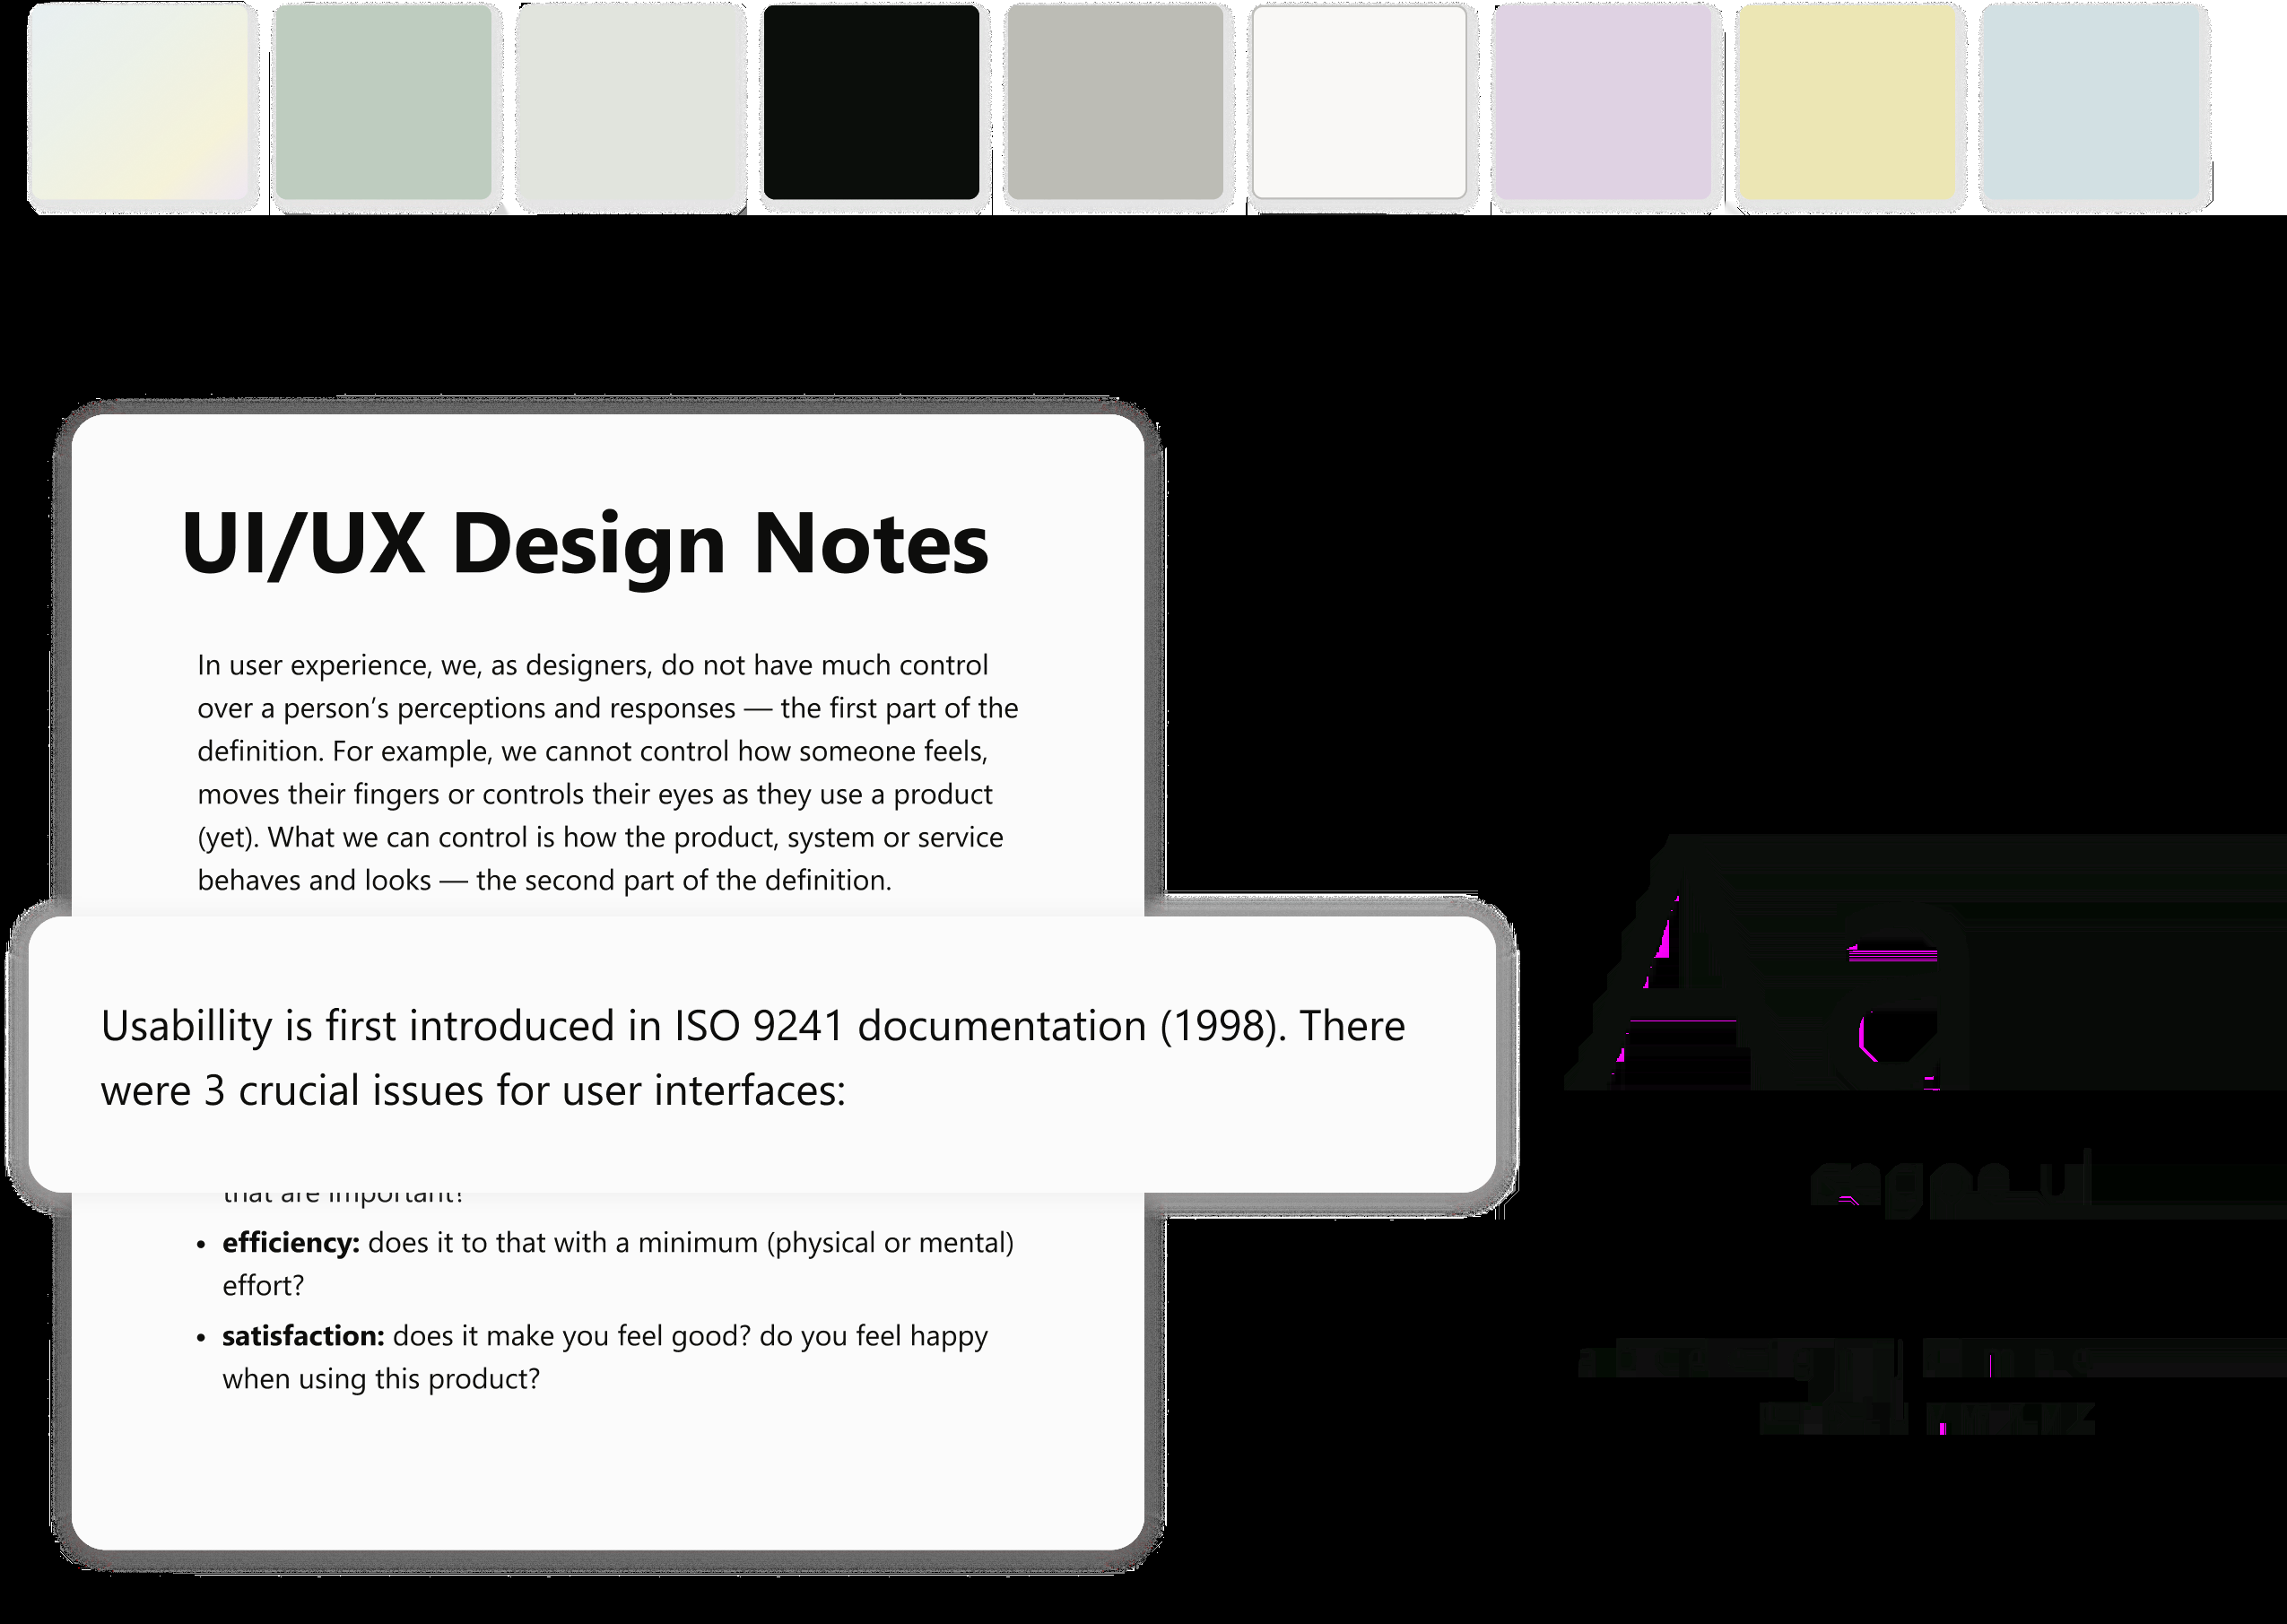 UI/UX Design Notes
In user experience, we, as designers, do not have much control
over a person’s perceptions and responses — the first part of the
definition. For example, we cannot control how someone feels,
moves their fingers or controls their eyes as they use a product
(yet). What we can control is how the product, system or service
behaves and looks — the second part of the definition.
Usabillity is first introduced in ISO 9241 documentation (1998). There
were 3 crucial issues for user interfaces:
that are important?
• efficiency: does it to that with a minimum (physical or mental)
effort?
• satisfaction: does it make you feel good? do you feel happy
when using this product?
Aa